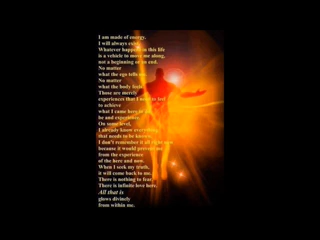 I am made of energy.
I will always exist.
Whatever happens in this life
is a vehicle to move me along,
not a beginning or an end.
No matter
what the ego tells me.
No matter
what the body feels.
Those are merely
experiences that I need to
to achieve
what I came here to
be and experience
On some level,
I already know everything
that needs to be known.
I don't remember it all right now
because it would prevent me
from the experience
of the here and now.
When I seek my truth,
it will come back to me.
There is nothing to fear.
There is infinite love here.
All that is
glows divinely
from within me.